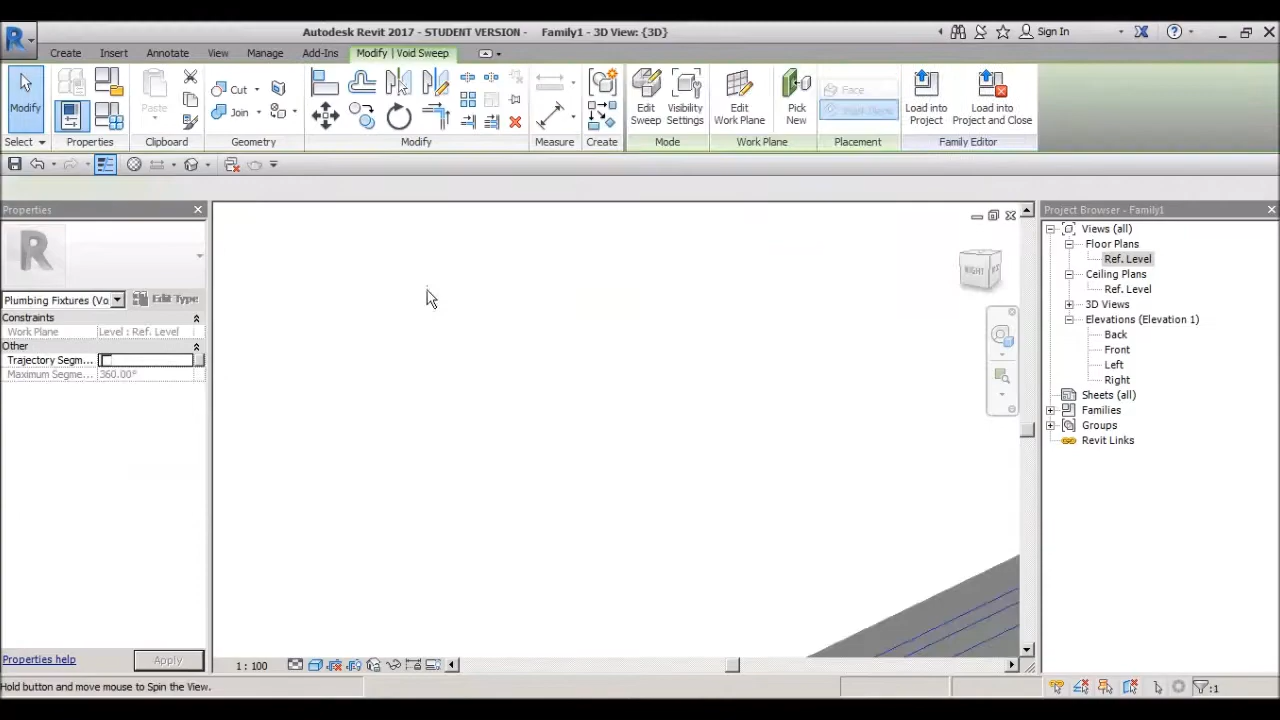 Autodesk Revit 2017 - STUDENT VERSION - Family1 - 3D View: {3D}
Sign In
Create Insert Annotate View Manage Add-Ins Modify | Void Sweep
Modify
Paste
Cut
Join
Edit Sweep
Visibility Settings
Edit Work Plane
Pick New
Face
Work Plane
Load into Project
Load into Project and Close
Select Properties Clipboard Geometry Modify Measure Create Mode Work Plane Placement Family Editor
Properties
Project Browser - Family1
Views (all)
Floor Plans
Ref. Level
Ceiling Plans
Ref. Level
3D Views
Elevations (Elevation 1)
Back
Front
Left
Right
Sheets (all)
Families
Groups
Revit Links
RIGHT
Plumbing Fixtures (Vo
Edit Type
Constraints
Work Plane Level : Ref. Level
Other
Trajectory Segm...
Maximum Segme... 360.00°
Properties help
Apply
1 : 100
Hold button and move mouse to Spin the View.
:1